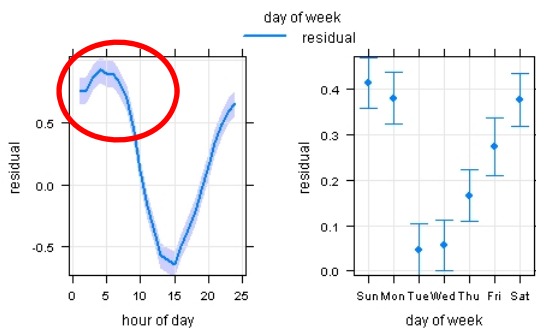 day of week
residual
residual
0.5
0.0
-0.5
0 5 10 15 20 25
hour of day
residual
0.4
0.3
0.2
0.1
0.0
Sun Mon Tue Wed Thu Fri Sat
day of week